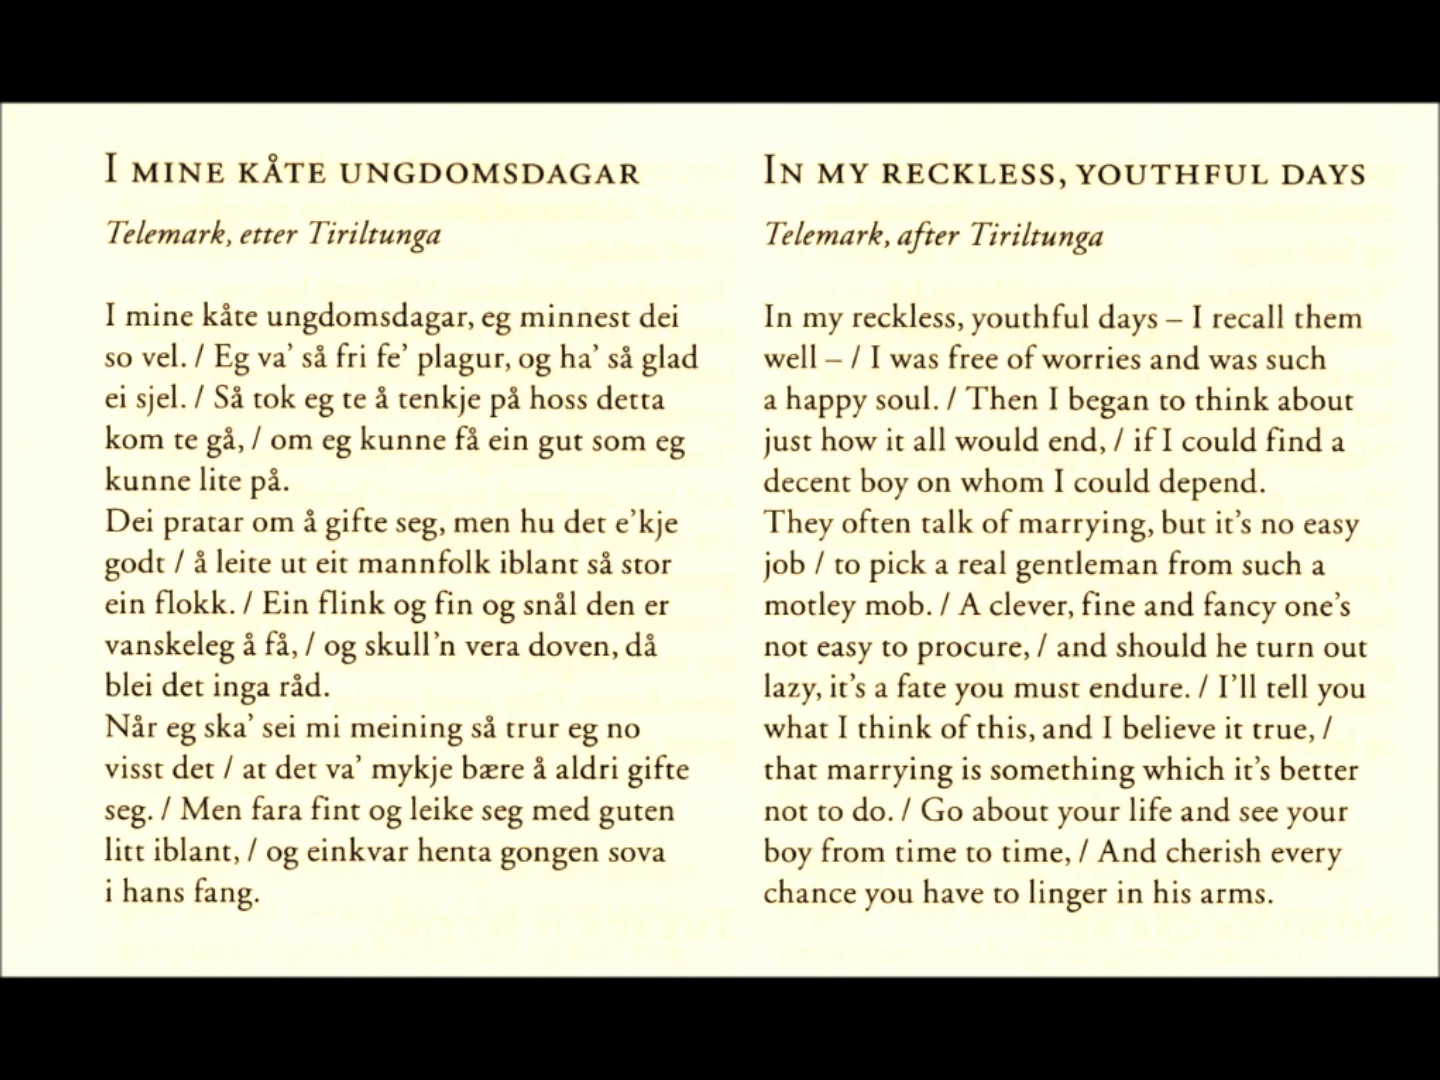 I MINE KÅTE UNGDOMSDAGAR
Telemark, etter Tiriltunga
I mine kåte ungdomsdagar, eg minnest dei
so vel. / Eg va’ så fri fe’ plagur, og ha’ så glad
ei sjel. / Så tok eg te å tenkje på hoss detta
kom te gå, / om eg kunne få ein gut som eg
kunne lite på.
Dei pratar om å gifte seg, men hu det e’kje
godt / å leite ut eit mannfolk iblant så stor
ein flokk. / Ein flink og fin og snål den er
vanskeleg å få, / og skull’n vera doven, då
blei det inga råd.
Når eg ska’ sei mi meining så trur eg no
visst det / at det va’ mykje bære å aldri gifte
seg. / Men fara fint og leike seg med guten
litt iblant, / og einkvar henta gongen sova
i hans fang.
IN MY RECKLESS, YOUTHFUL DAYS
Telemark, after Tiriltunga
In my reckless, youthful days – I recall them
well – / I was free of worries and was such
a happy soul. / Then I began to think about
just how it all would end, / if I could find a
decent boy on whom I could depend.
They often talk of marrying, but it’s no easy
job / to pick a real gentleman from such a
motley mob. / A clever, fine and fancy one’s
not easy to procure, / and should he turn out
lazy, it’s a fate you must endure. / I’ll tell you
what I think of this, and I believe it true, /
that marrying is something which it’s better
not to do. / Go about your life and see your
boy from time to time, / And cherish every
chance you have to linger in his arms.